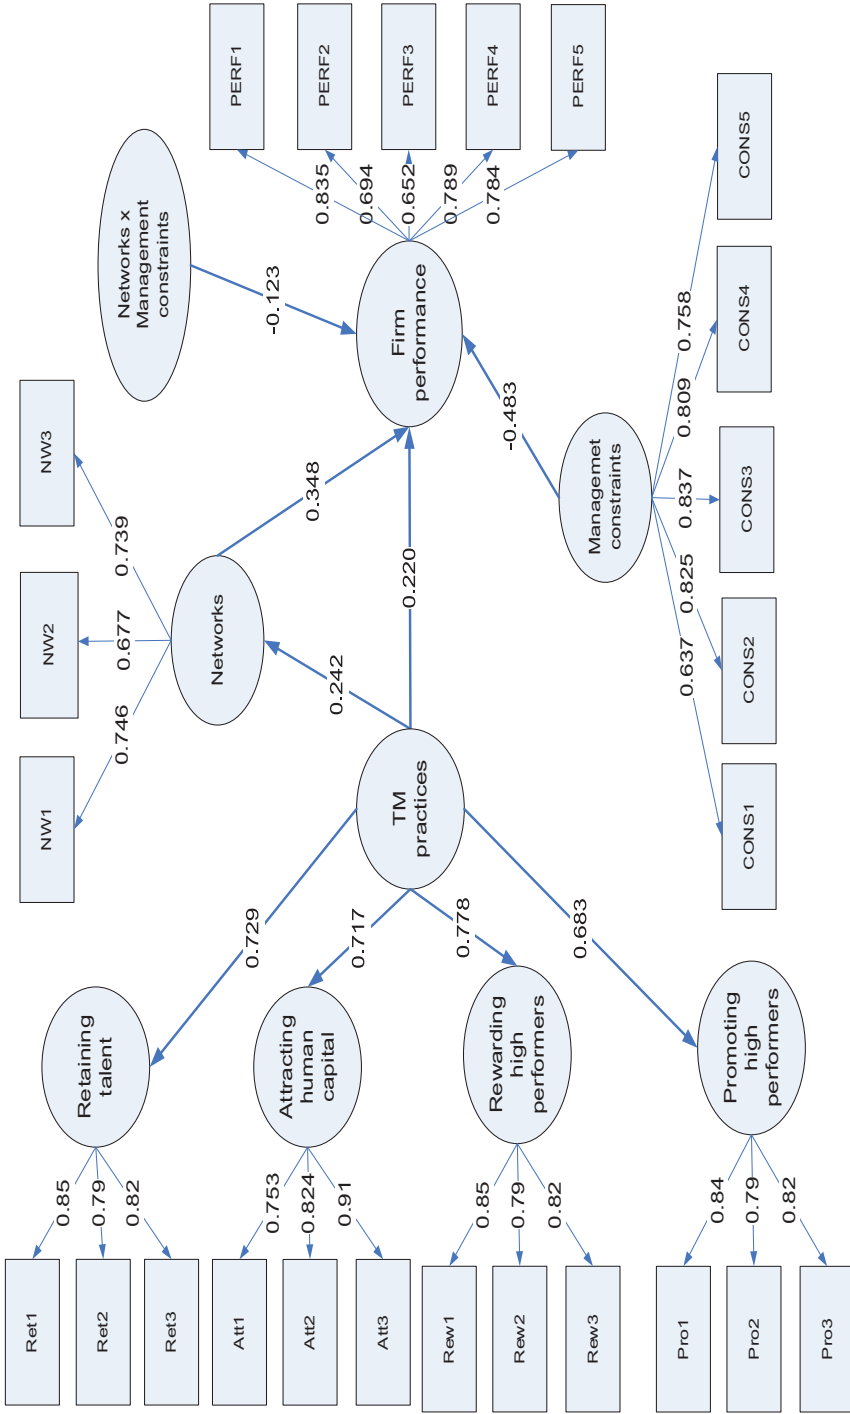 Ret1
Ret2
Ret3
0.85
0.79
0.82
Retaining
talent
Att1
Att2
Att3
0.753
0.824
0.91
Attracting
human
capital
Rew1
Rew2
Rew3
0.85
0.79
0.82
Rewarding
high
performers
Pro1
Pro2
Pro3
0.84
0.79
0.82
Promoting
high
performers
0.729
0.717
0.778
0.683
TM
practices
0.242
0.220
NW1
NW2
NW3
0.746
0.677
0.739
Networks
0.348
Networks x
Management
constraints
-0.123
Firm
performance
0.835
0.694
0.652
0.789
0.784
PERF1
PERF2
PERF3
PERF4
PERF5
-0.483
Managemet
constraints
0.637
0.825
0.837
0.809
0.758
CONS1
CONS2
CONS3
CONS4
CONS5